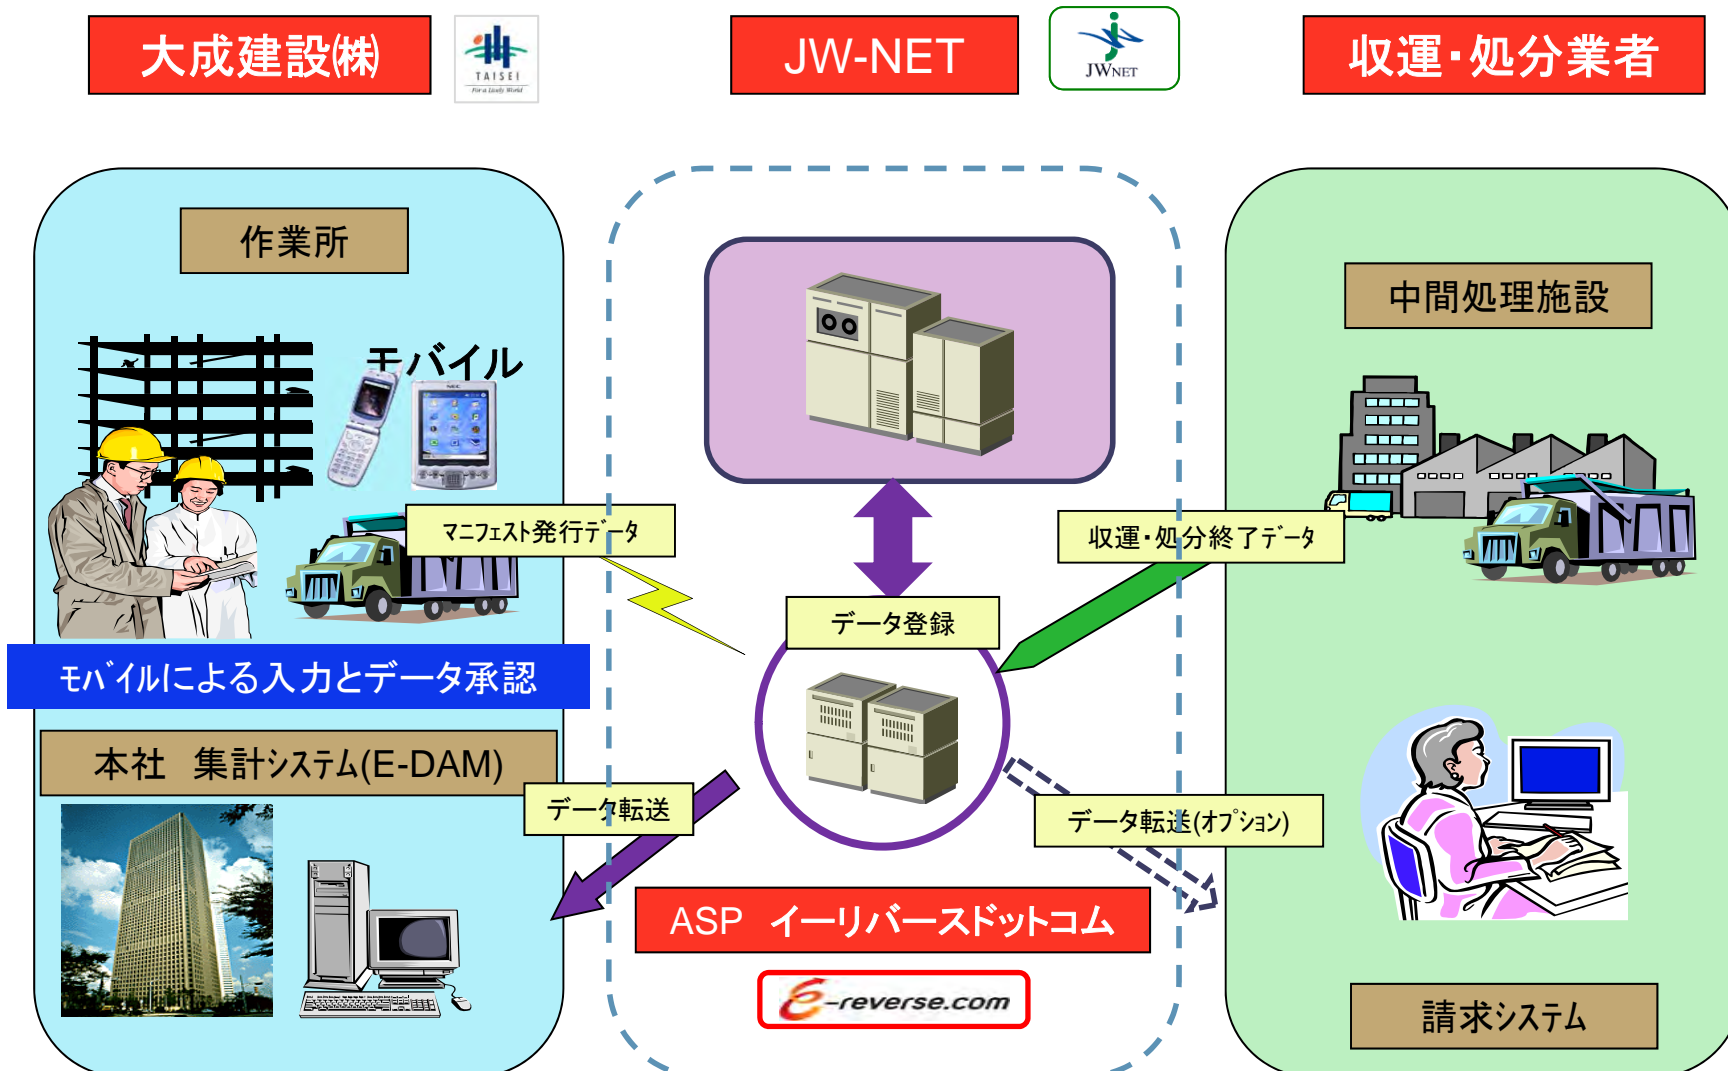 大成建設㈱
TAISEI
For a Lively World
JW-NET
JWNET
収運・処分業者
作業所
モバイル
中間処理施設
マニフェスト発行データ
収運・処分終了データ
データ登録
モバイルによる入力とデータ承認
本社　集計システム(E-DAM)
データ転送
データ転送(オプション)
ASP　イーリバースドットコム
e-reverse.com
請求システム